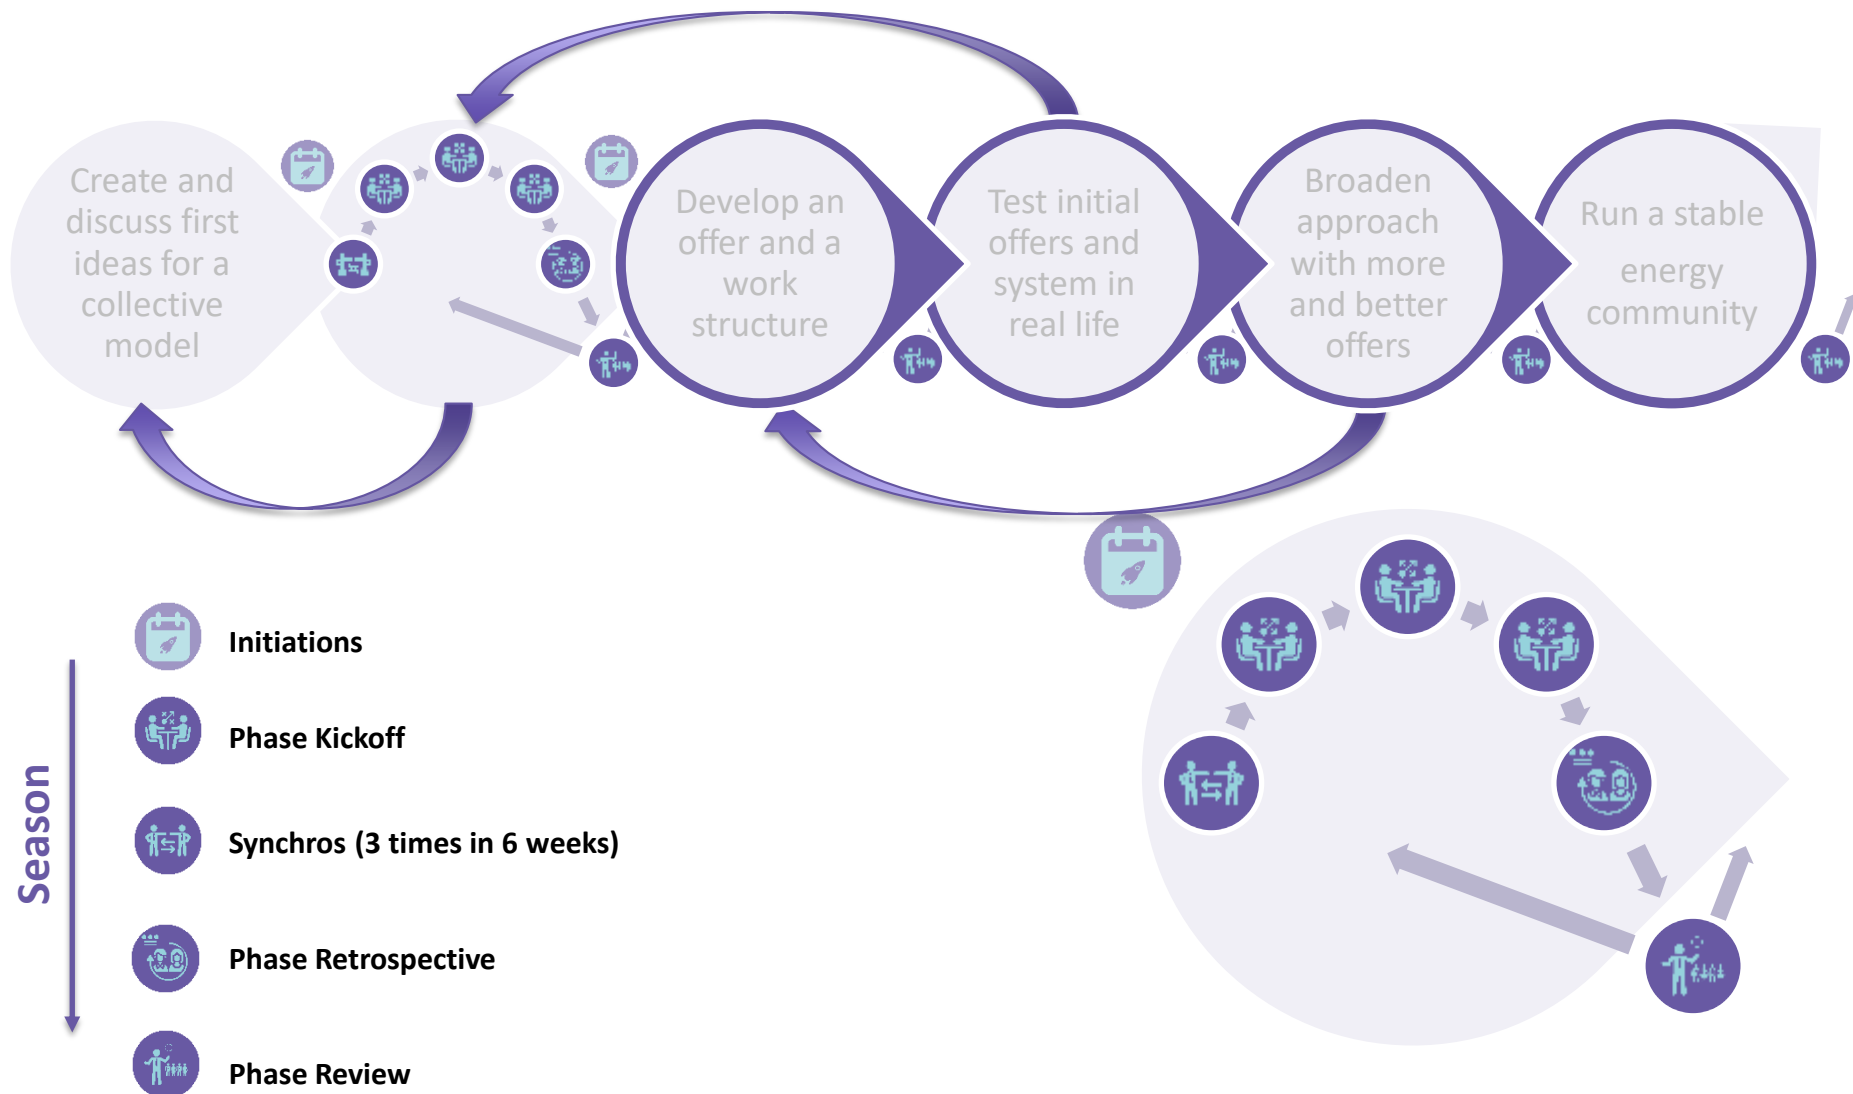 Create and
discuss first
ideas for a
collective
model
Develop an
offer and a
work
structure
Test initial
offers and
system in
real life
Broaden
approach
with more
and better
offers
Run a stable
energy
community
Season
Initiations
Phase Kickoff
Synchros (3 times in 6 weeks)
Phase Retrospective
Phase Review